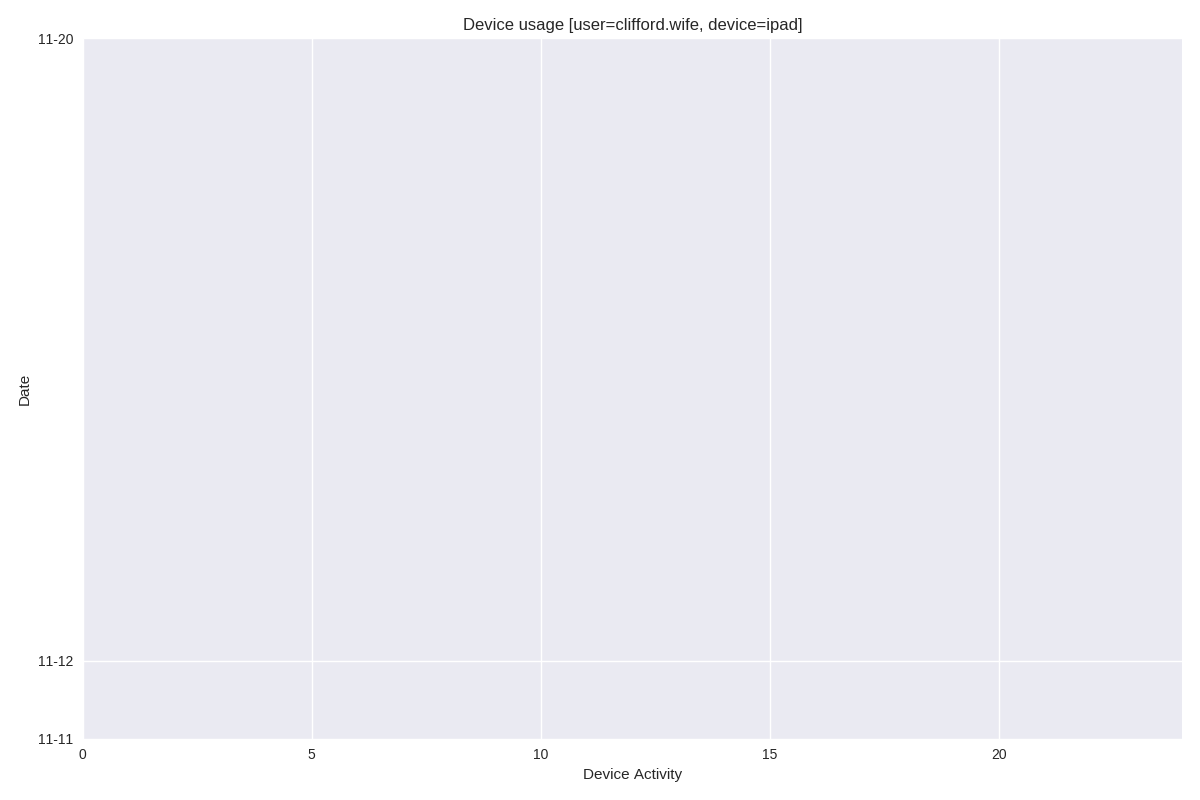 Device usage [user=clifford.wife, device=ipad]
11-20
Date
11-12
11-11
0 5 10 15 20
Device Activity